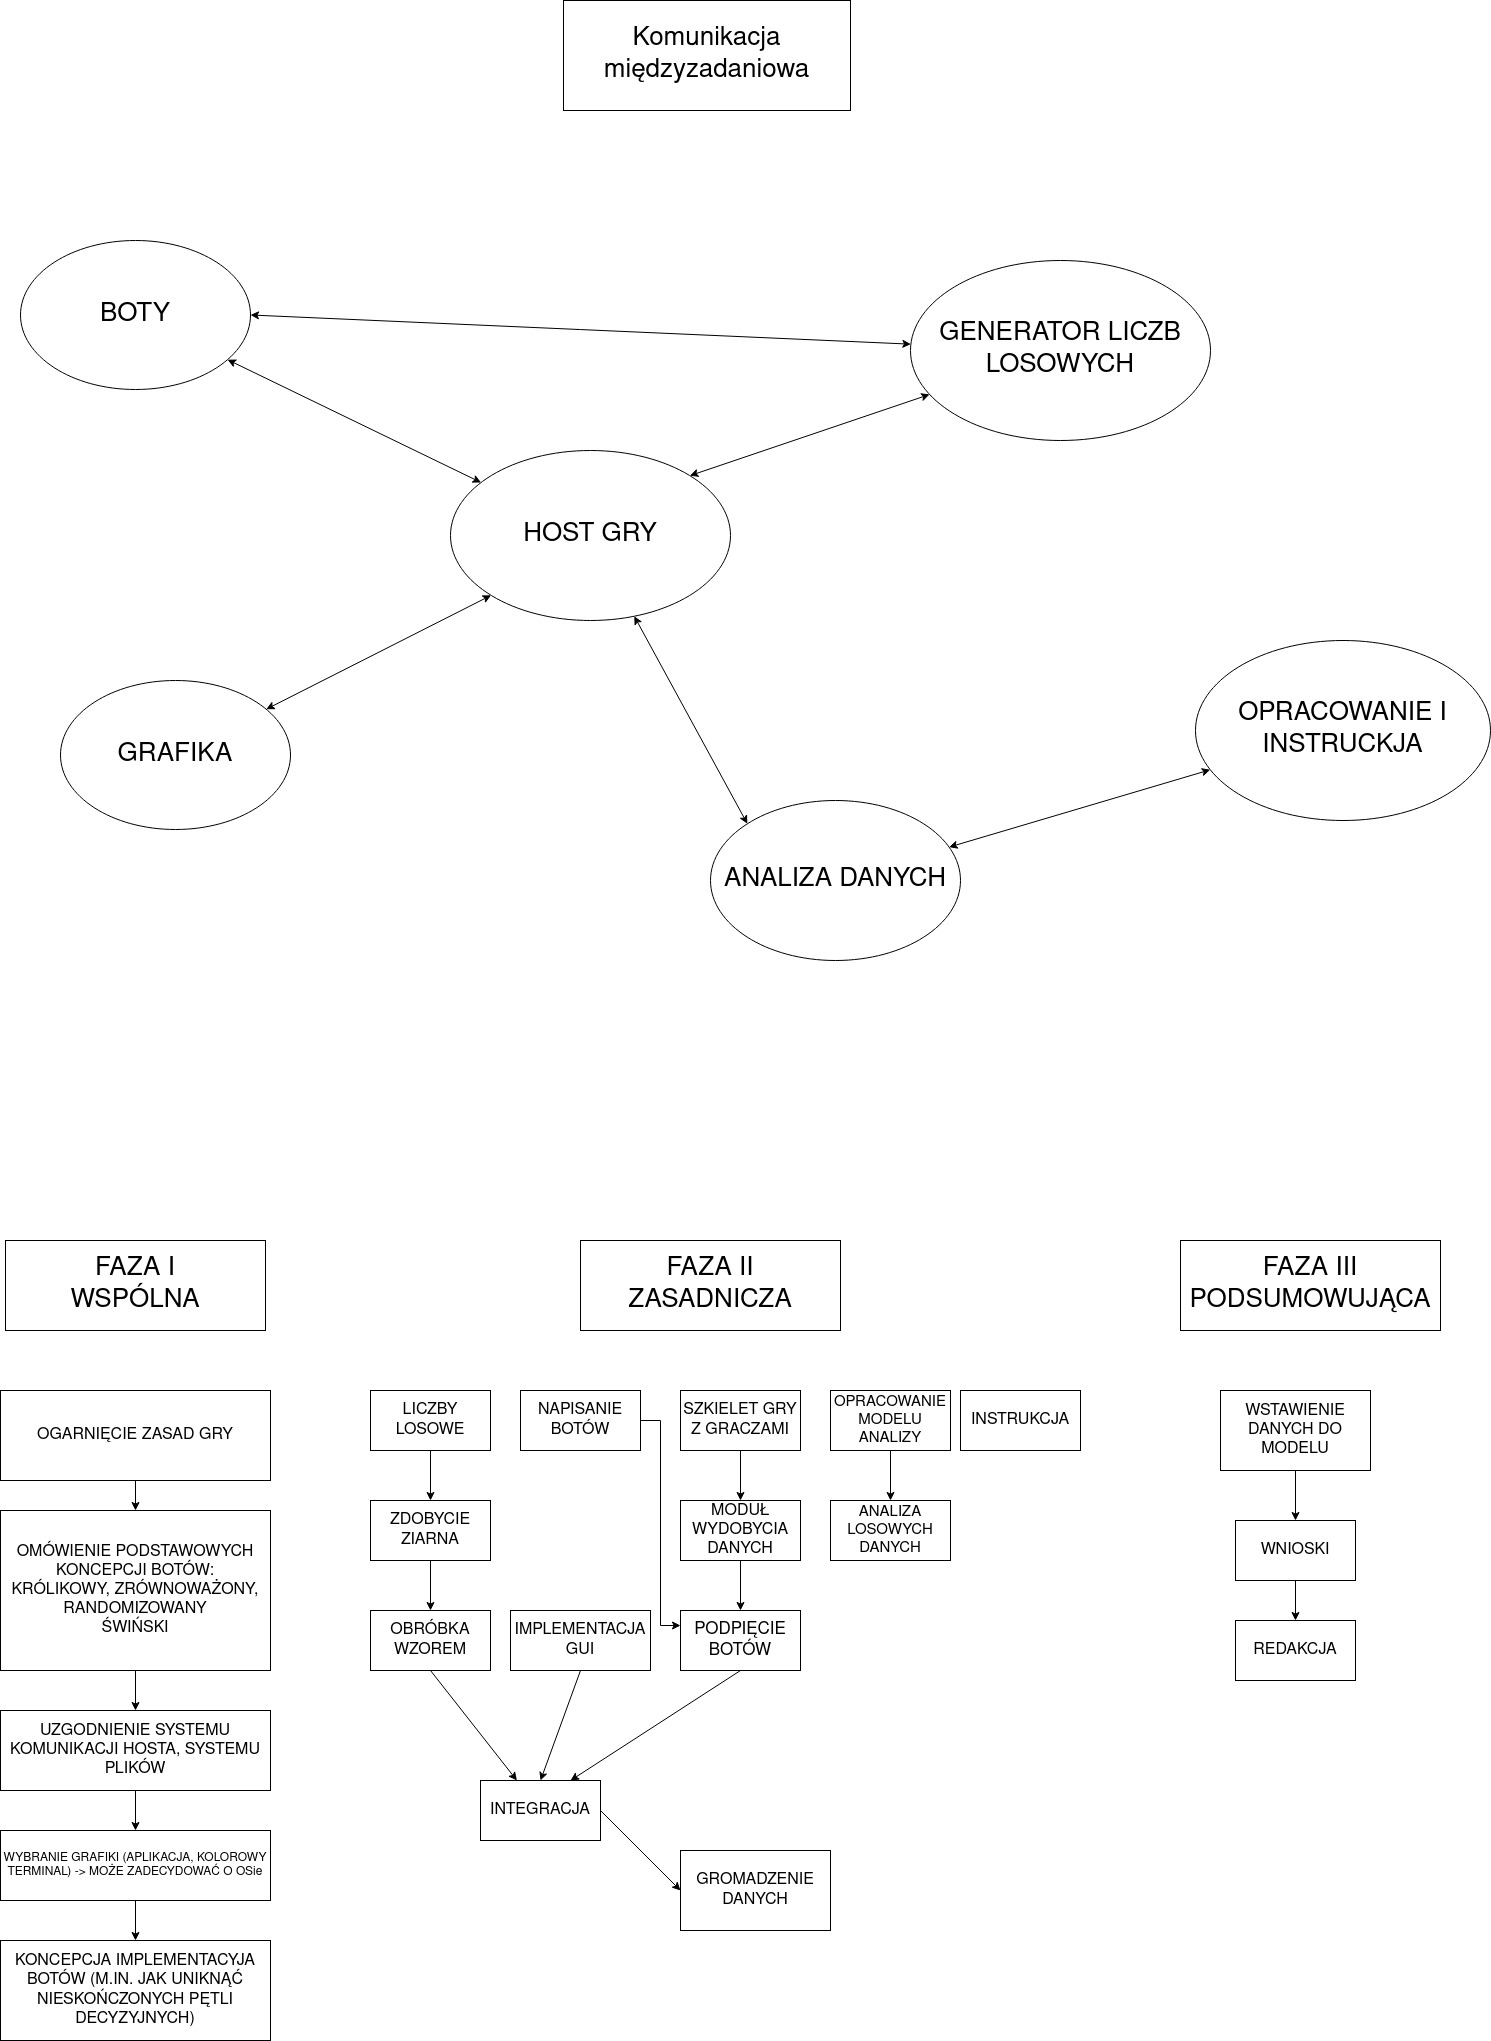 Komunikacja
międzyzadaniowa
BOTY
GENERATOR LICZB
LOSOWYCH
HOST GRY
GRAFIKA
OPRACOWANIE I
INSTRUCKJA
ANALIZA DANYCH
FAZA I
WSPÓLNA
FAZA II
ZASADNICZA
FAZA III
PODSUMOWUJĄCA
OGARNIĘCIE ZASAD GRY
OMÓWIENIE PODSTAWOWYCH
KONCEPCJI BOTÓW:
KRÓLIKOWY, ZRÓWNOWAŻONY,
RANDOMIZOWANY
ŚWIŃSKI
UZGODNIENIE SYSTEMU
KOMUNIKACJI HOSTA, SYSTEMU
PLIKÓW
WYBRANIE GRAFIKI (APLIKACJA, KOLOROWY
TERMINAL) -> MOŻE ZADECYDOWAĆ O OSie
KONCEPCJA IMPLEMENTACYJA
BOTÓW (M.IN. JAK UNIKNĄĆ
NIESKOŃCZONYCH PĘTLI
DECYZYJNYCH)
LICZBY
LOSOWE
NAPISANIE
BOTÓW
SZKIELET GRY
Z GRACZAMI
OPRACOWANIE
MODELU
ANALIZY
INSTRUKCJA
ZDOBYCIE
ZIARNA
MODUŁ
WYDOBYCIA
DANYCH
ANALIZA
LOSOWYCH
DANYCH
OBRÓBKA
WZOREM
IMPLEMENTACJA
GUI
PODPIĘCIE
BOTÓW
INTEGRACJA
GROMADZENIE
DANYCH
WSTAWIENIE
DANYCH DO
MODELU
WNIOSKI
REDAKCJA